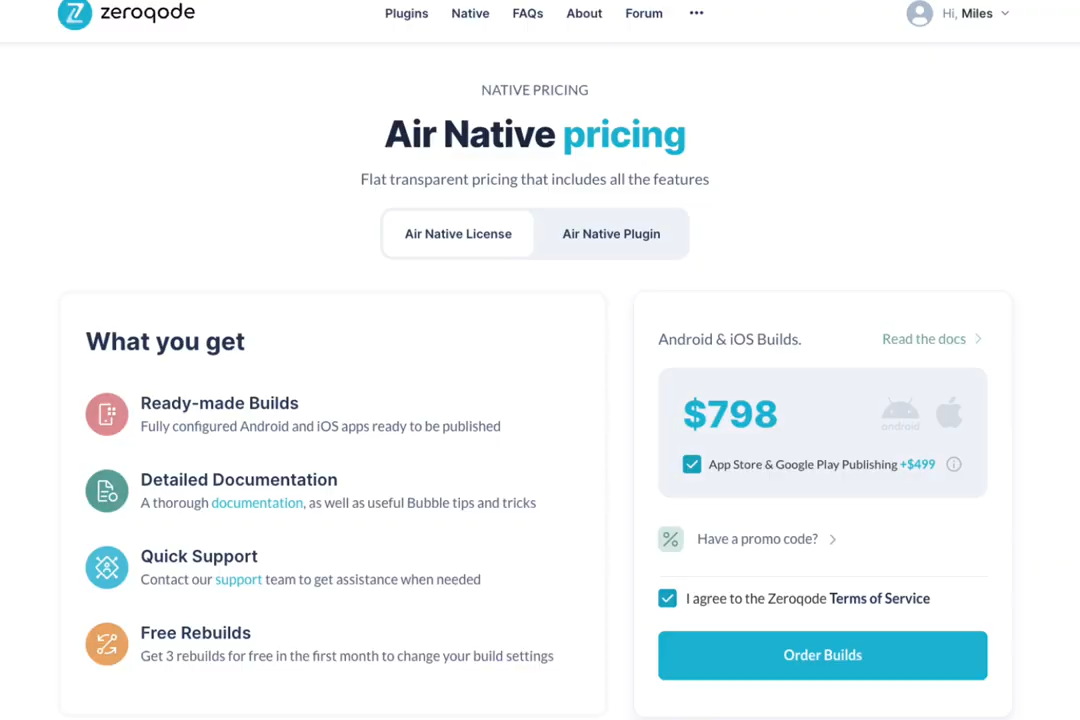 zeroqode
Plugins Native FAQs About Forum •••
Hi, Miles
NATIVE PRICING
Air Native pricing
Flat transparent pricing that includes all the features
Air Native License
Air Native Plugin
What you get
Ready-made Builds
Fully configured Android and iOS apps ready to be published
Detailed Documentation
A thorough documentation, as well as useful Bubble tips and tricks
Quick Support
Contact our support team to get assistance when needed
Free Rebuilds
Get 3 rebuilds for free in the first month to change your build settings
Android & iOS Builds.
Read the docs
$798
android
App Store & Google Play Publishing +$499
Have a promo code?
I agree to the Zeroqode Terms of Service
Order Builds